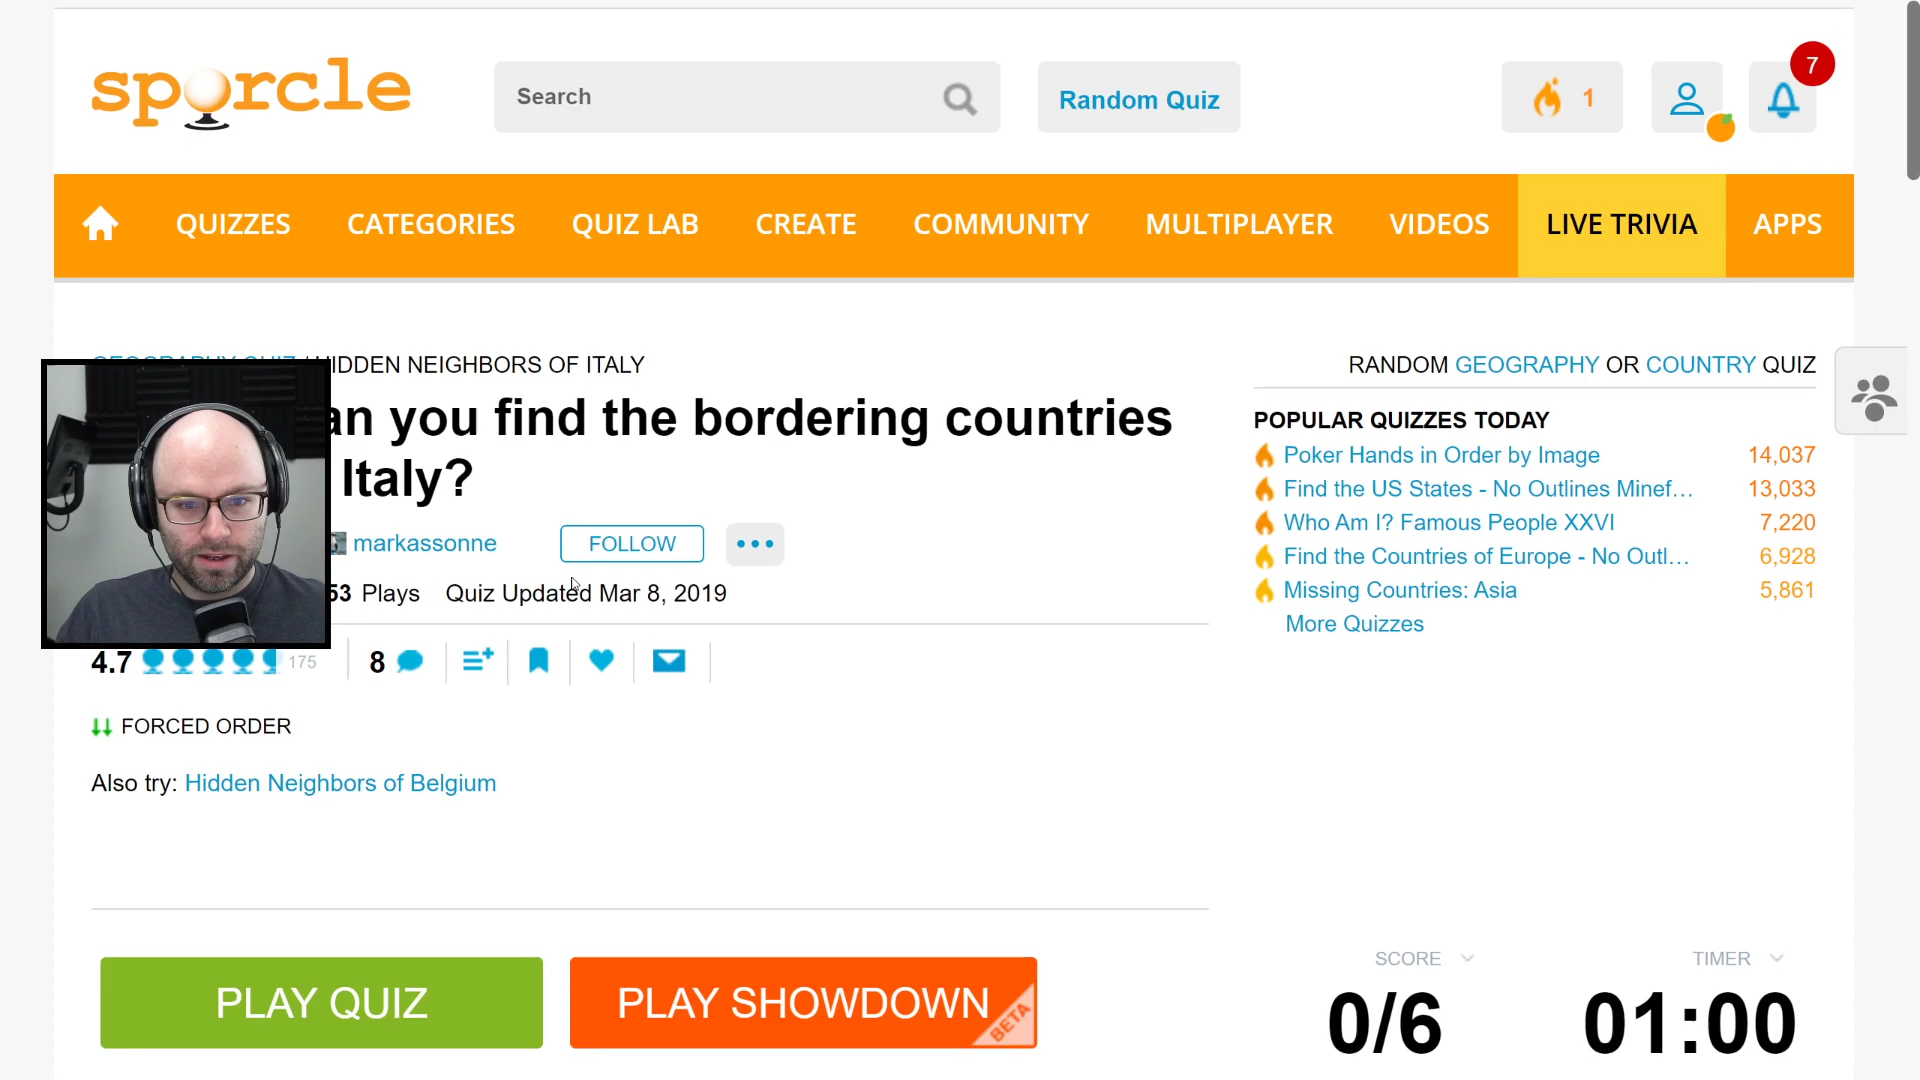 sporcle
Search
Random Quiz
1
7
QUIZZES
CATEGORIES
QUIZ LAB
CREATE
COMMUNITY
MULTIPLAYER
VIDEOS
LIVE TRIVIA
APPS
GEOGRAPHY QUIZ / HIDDEN NEIGHBORS OF ITALY
an you find the bordering countries
Italy?
markassonne
FOLLOW
53 Plays Quiz Updated Mar 8, 2019
4.7
175
8
FORCED ORDER
Also try: Hidden Neighbors of Belgium
RANDOM GEOGRAPHY OR COUNTRY QUIZ
POPULAR QUIZZES TODAY
Poker Hands in Order by Image 14,037
Find the US States - No Outlines Minef... 13,033
Who Am I? Famous People XXVI 7,220
Find the Countries of Europe - No Outl... 6,928
Missing Countries: Asia 5,861
More Quizzes
PLAY QUIZ
PLAY SHOWDOWN
BETA
SCORE
0/6
TIMER
01:00